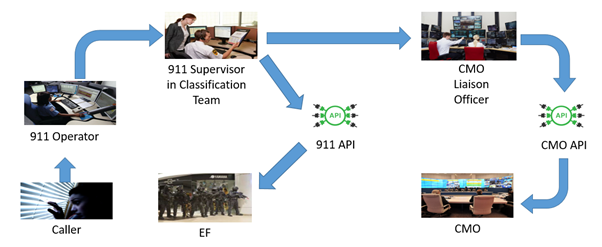 911 Supervisor
in Classification
Team
CMO
Liaison
Officer
API
API
911 Operator
911 API
CMO API
Caller
EF
CMO